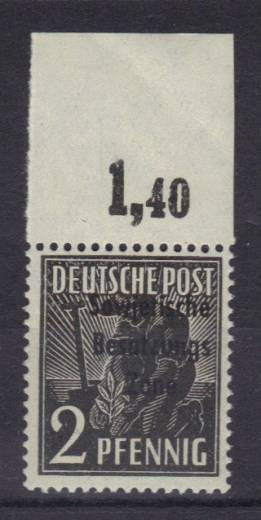 1,40
DEUTSCHE POST
Sowjetische
Besatzungs
Zone
2 PFENNIG